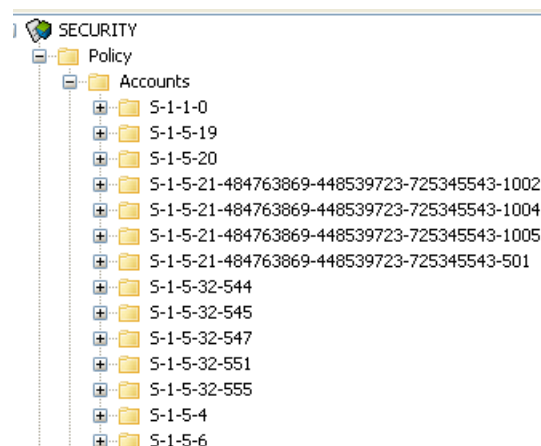 SECURITY
Policy
Accounts
S-1-1-0
S-1-5-19
S-1-5-20
S-1-5-21-484763869-448539723-725345543-1002
S-1-5-21-484763869-448539723-725345543-1004
S-1-5-21-484763869-448539723-725345543-1005
S-1-5-21-484763869-448539723-725345543-501
S-1-5-32-544
S-1-5-32-545
S-1-5-32-547
S-1-5-32-551
S-1-5-32-555
S-1-5-4
S-1-5-6